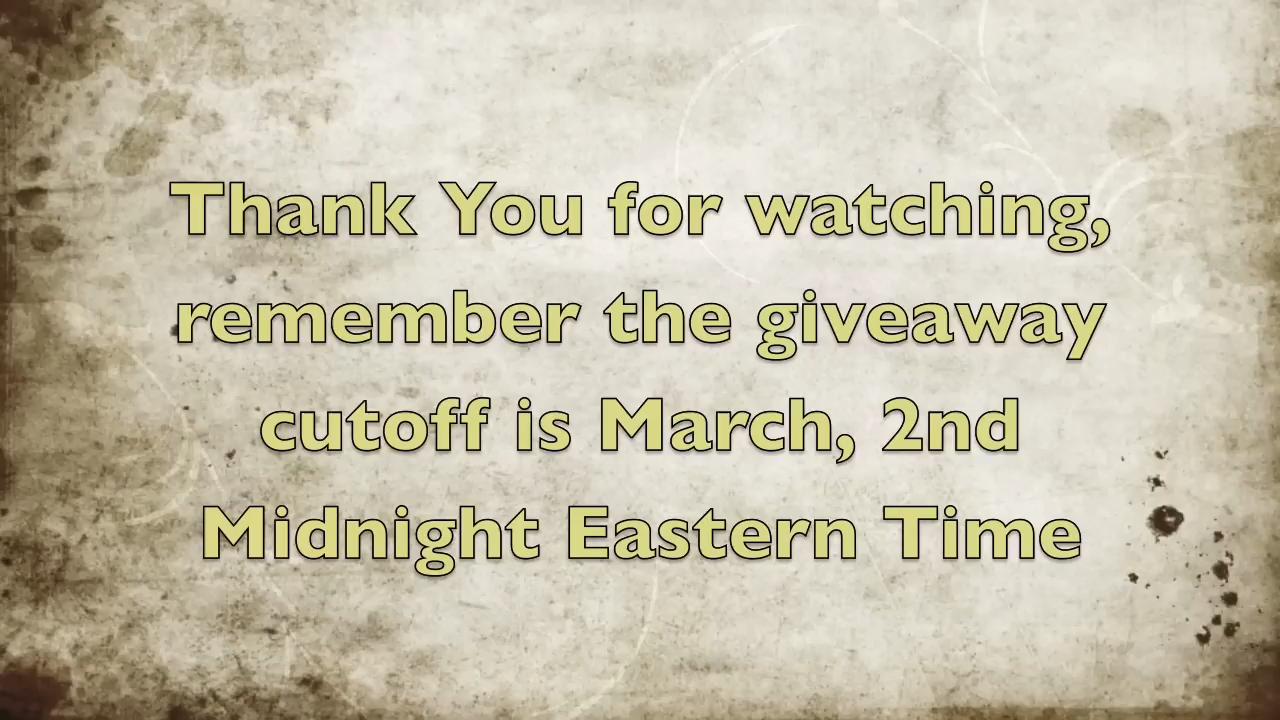 Thank You for watching,
remember the giveaway
cutoff is March, 2nd
Midnight Eastern Time